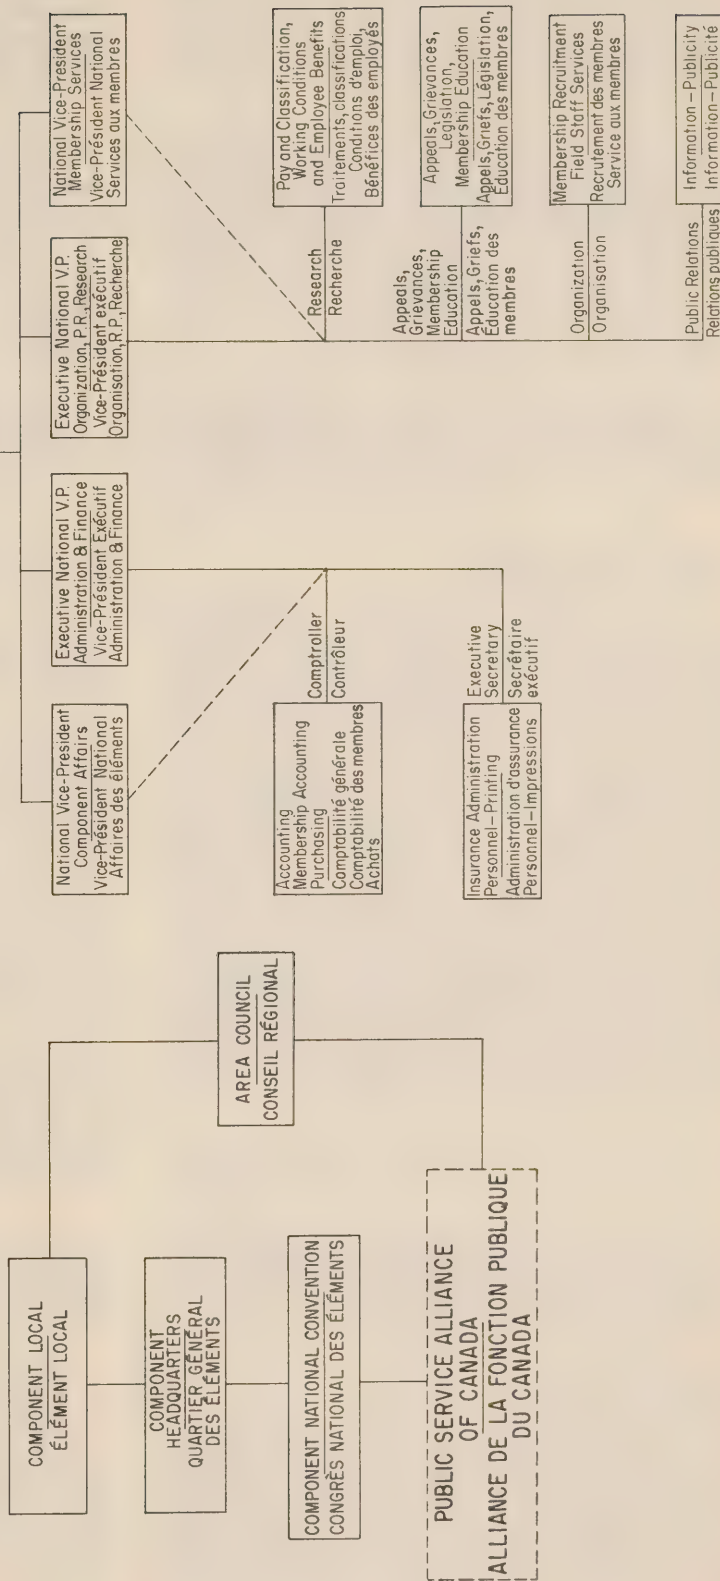 COMPONENT LOCAL
ÉLÉMENT LOCAL
COMPONENT
HEADQUARTERS
QUARTIER GÉNÉRAL
DES ÉLÉMENTS
COMPONENT NATIONAL CONVENTION
CONGRÈS NATIONAL DES ÉLÉMENTS
AREA COUNCIL
CONSEIL RÉGIONAL
PUBLIC SERVICE ALLIANCE
OF CANADA
ALLIANCE DE LA FONCTION PUBLIQUE
DU CANADA
National Vice-President
Component Affairs
Vice-Président National
Affaires des éléments
Executive National V.P.
Administration & Finance
Vice-Président Exécutif
Administration & Finance
Executive National V.P.
Organization, P.R., Research
Vice-Président exécutif
Organisation, R.P., Recherche
National Vice-President
Membership Services
Vice-Président National
Services aux membres
Accounting
Membership Accounting
Purchasing
Comptabilité générale
Comptabilité des membres
Achats
Comptroller
Contrôleur
Insurance Administration
Personnel-Printing
Administration d'assurance
Personnel-Impressions
Executive
Secretary
Secrétaire
exécutif
Research
Recherche
Pay and Classification,
Working Conditions
and Employee Benefits
Traitements, classifications
Conditions d'emploi,
Bénéfices des employés
Appeals,
Grievances,
Membership
Education
Appels, Griefs,
Éducation des
membres
Appeals, Grievances,
Legislation,
Membership Education
Appels, Griefs, Législation,
Education des membres
Organization
Organisation
Membership Recruitment
Field Staff Services
Recrutement des membres
Service aux membres
Public Relations
Relations publiques
Information-Publicity
Information-Publicité